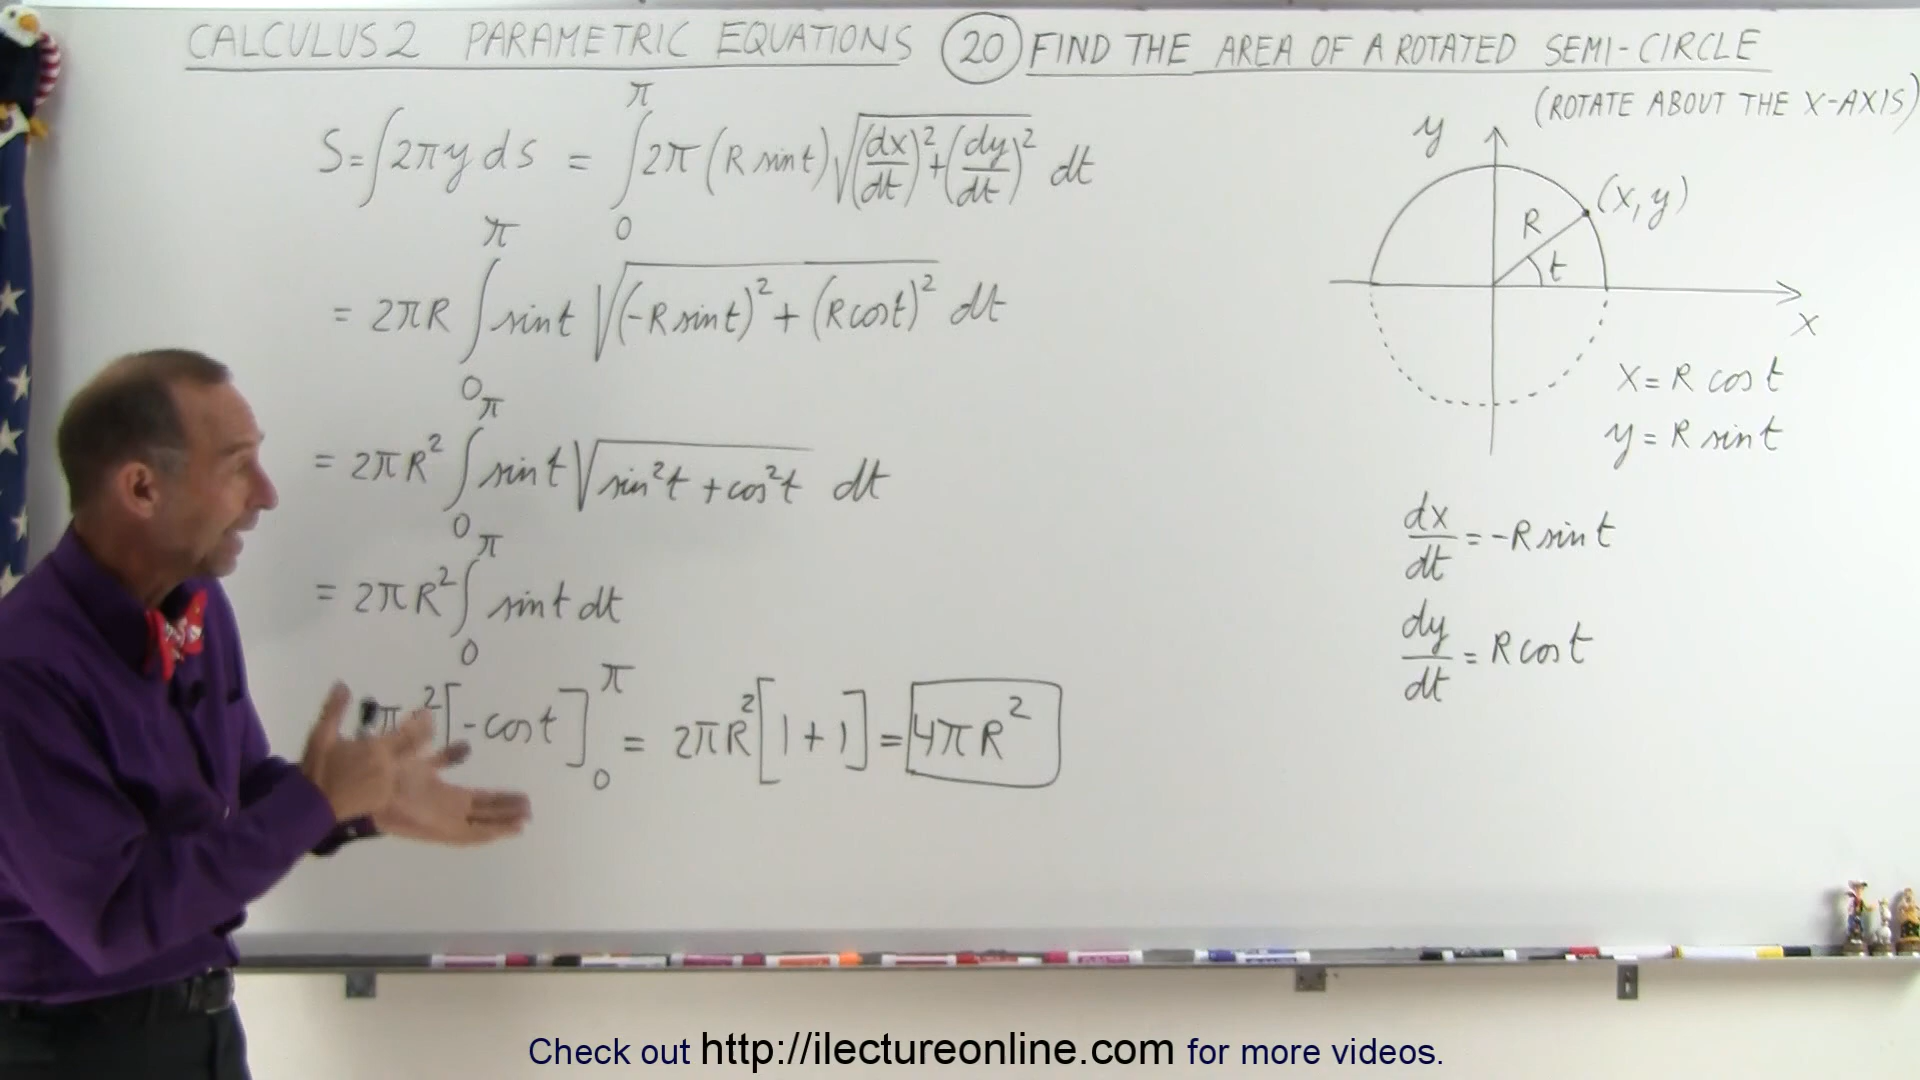 CALCULUS 2 PARAMETRIC EQUATIONS 20 FIND THE AREA OF A ROTATED SEMI-CIRCLE
(ROTATE ABOUT THE X-AXIS)
S = ∫ 2πy ds = ∫₀^π 2π (R sin t) √((dx/dt)² + (dy/dt)²) dt
= 2πR ∫₀^π sin t √((-R sin t)² + (R cos t)²) dt
= 2πR² ∫₀^π sin t √(sin² t + cos² t) dt
= 2πR² ∫₀^π sin t dt
π ² [-cos t]₀^π = 2πR² [1 + 1] = 4πR²
y
(x, y)
R
t
x
x = R cos t
y = R sin t
dx/dt = -R sin t
dy/dt = R cos t
Check out http://ilectureonline.com for more videos.